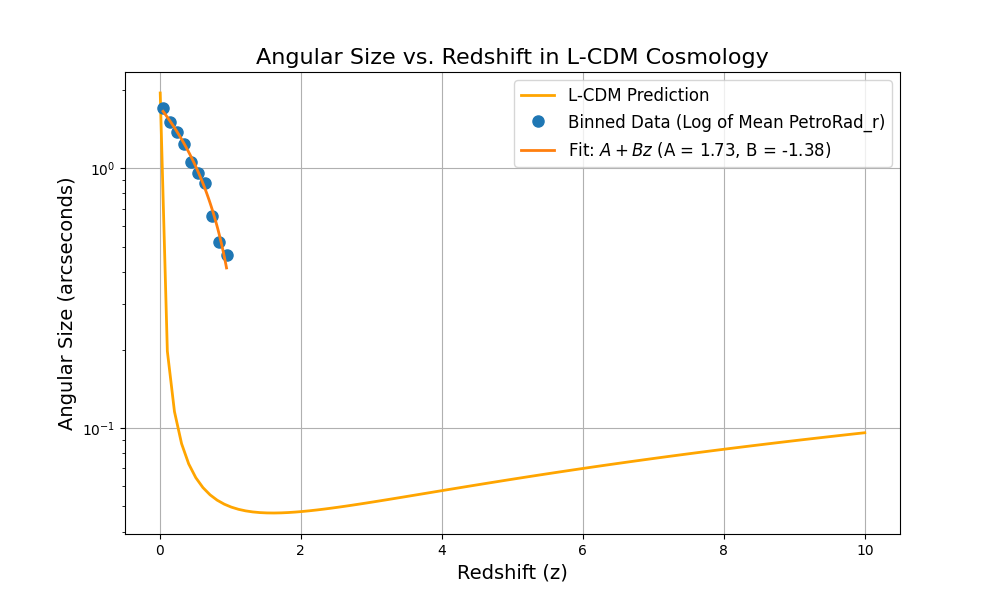 Angular Size vs. Redshift in L-CDM Cosmology
L-CDM Prediction
Binned Data (Log of Mean PetroRad_r)
Fit: $A + Bz$ (A = 1.73, B = -1.38)
Angular Size (arcseconds)
10⁰
10⁻¹
0 2 4 6 8 10
Redshift (z)